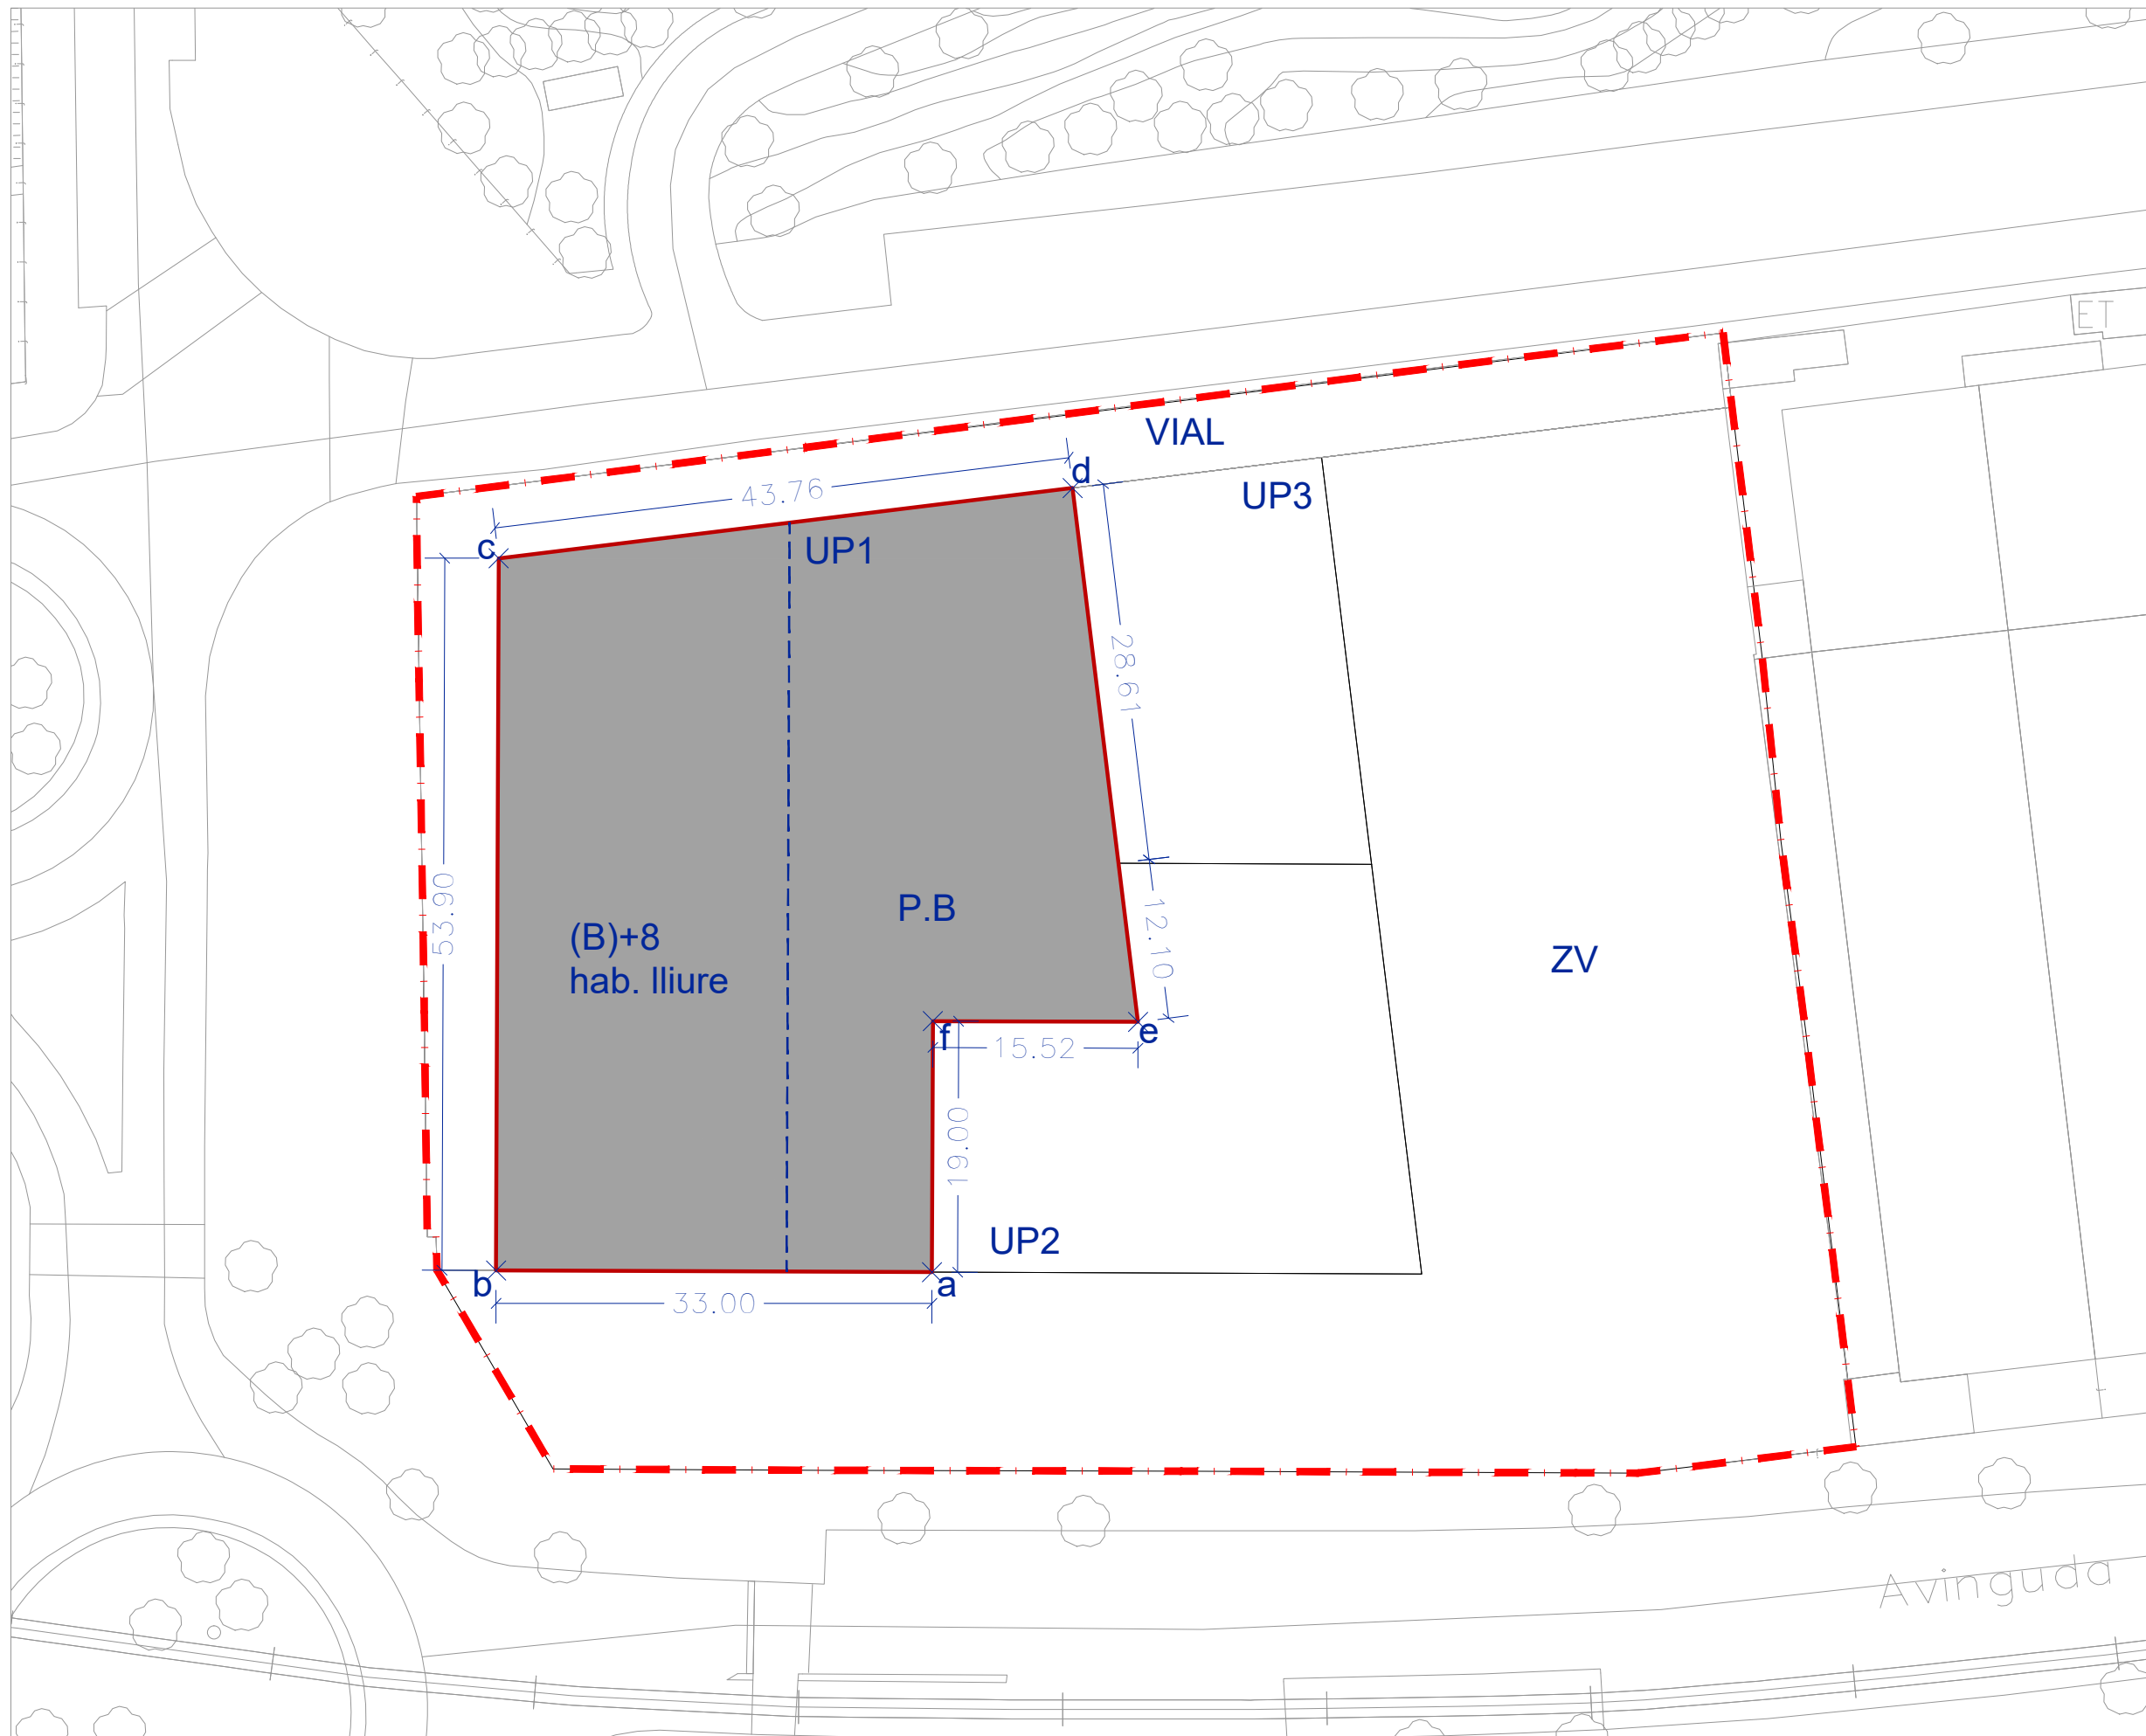 ET
VIAL
d
43.76
UP3
c
UP1
28.61
53.90
P.B
(B)+8
hab. lliure
12.10
ZV
f
e
15.52
19.00
UP2
b
a
33.00
Avinguda